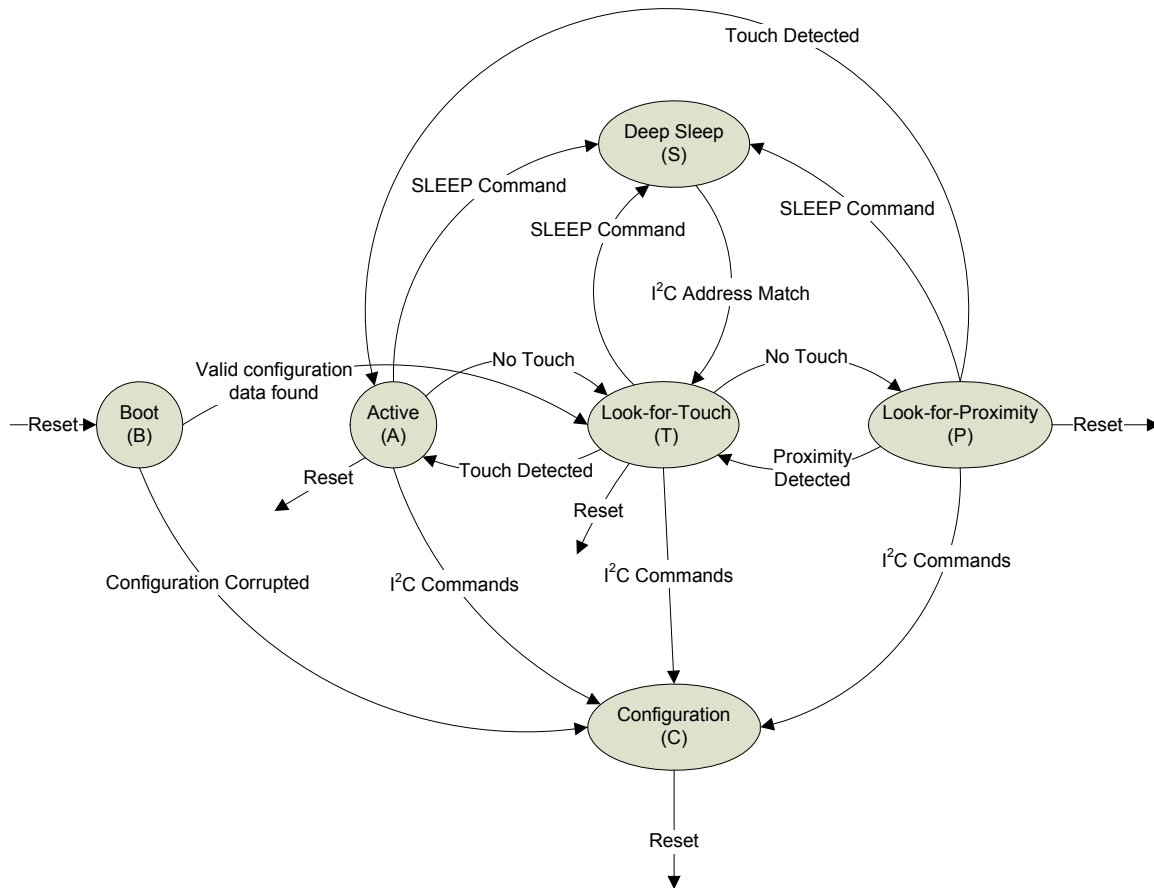 Touch Detected
Deep Sleep
(S)
SLEEP Command
SLEEP Command
SLEEP Command
I²C Address Match
Valid configuration
data found
No Touch
No Touch
Reset
Boot
(B)
Active
(A)
Look-for-Touch
(T)
Look-for-Proximity
(P)
Reset
Reset
Touch Detected
Proximity
Detected
Reset
Configuration Corrupted
I²C Commands
I²C Commands
I²C Commands
Configuration
(C)
Reset